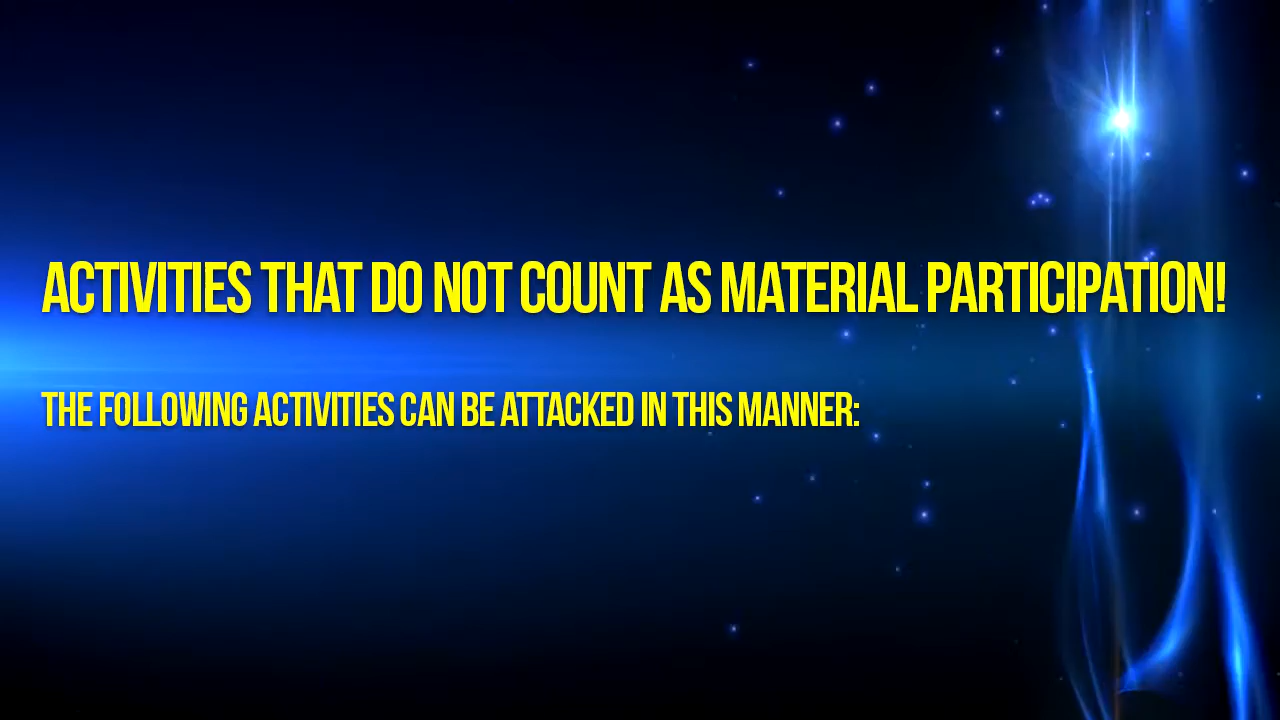 ACTIVITIES THAT DO NOT COUNT AS MATERIAL PARTICIPATION!
THE FOLLOWING ACTIVITIES CAN BE ATTACKED IN THIS MANNER: